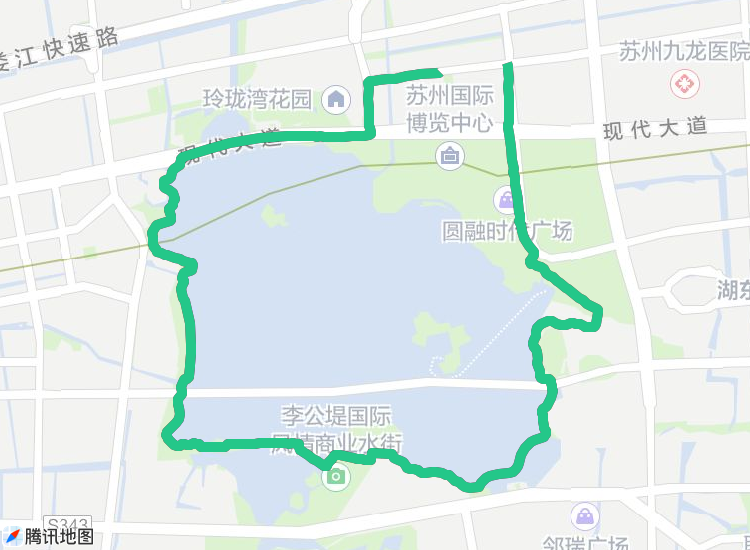 娄江快速路
苏州九龙医院
玲珑湾花园
苏州国际
博览中心
现代大道
现代大道
圆融时代广场
湖东
李公堤国际
风情商业水街
S343
腾讯地图
邻瑞广场